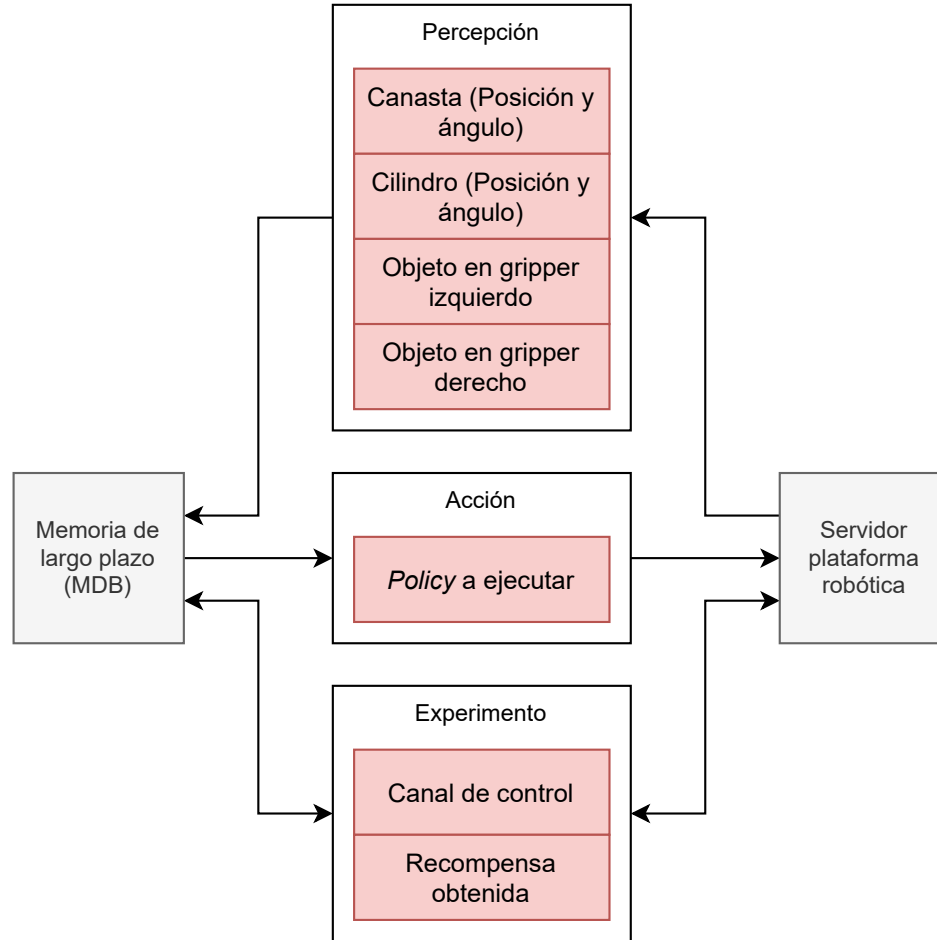 Percepción
Canasta (Posición y
ángulo)
Cilindro (Posición y
ángulo)
Objeto en gripper
izquierdo
Objeto en gripper
derecho
Memoria de
largo plazo
(MDB)
Acción
Policy a ejecutar
Servidor
plataforma
robótica
Experimento
Canal de control
Recompensa
obtenida